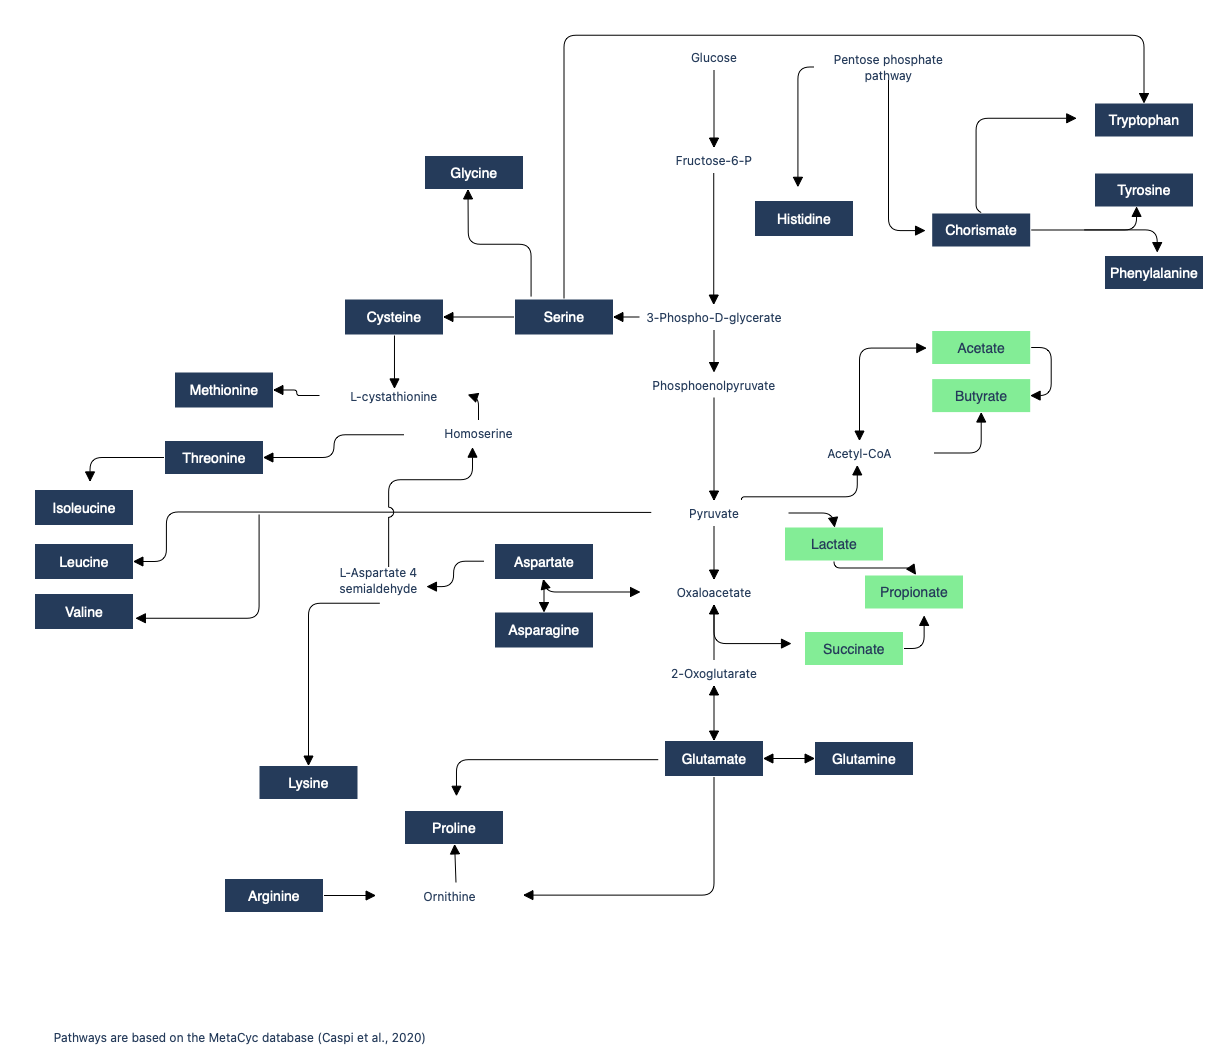 Glucose
Pentose phosphate
pathway
Tryptophan
Fructose-6-P
Glycine
Tyrosine
Histidine
Chorismate
Phenylalanine
Cysteine
Serine
3-Phospho-D-glycerate
Acetate
Phosphoenolpyruvate
Methionine
L-cystathionine
Butyrate
Homoserine
Threonine
Acetyl-CoA
Isoleucine
Pyruvate
Lactate
Leucine
Aspartate
L-Aspartate 4
semialdehyde
Oxaloacetate
Propionate
Valine
Asparagine
Succinate
2-Oxoglutarate
Glutamate
Glutamine
Lysine
Proline
Arginine
Ornithine
Pathways are based on the MetaCyc database (Caspi et al., 2020)